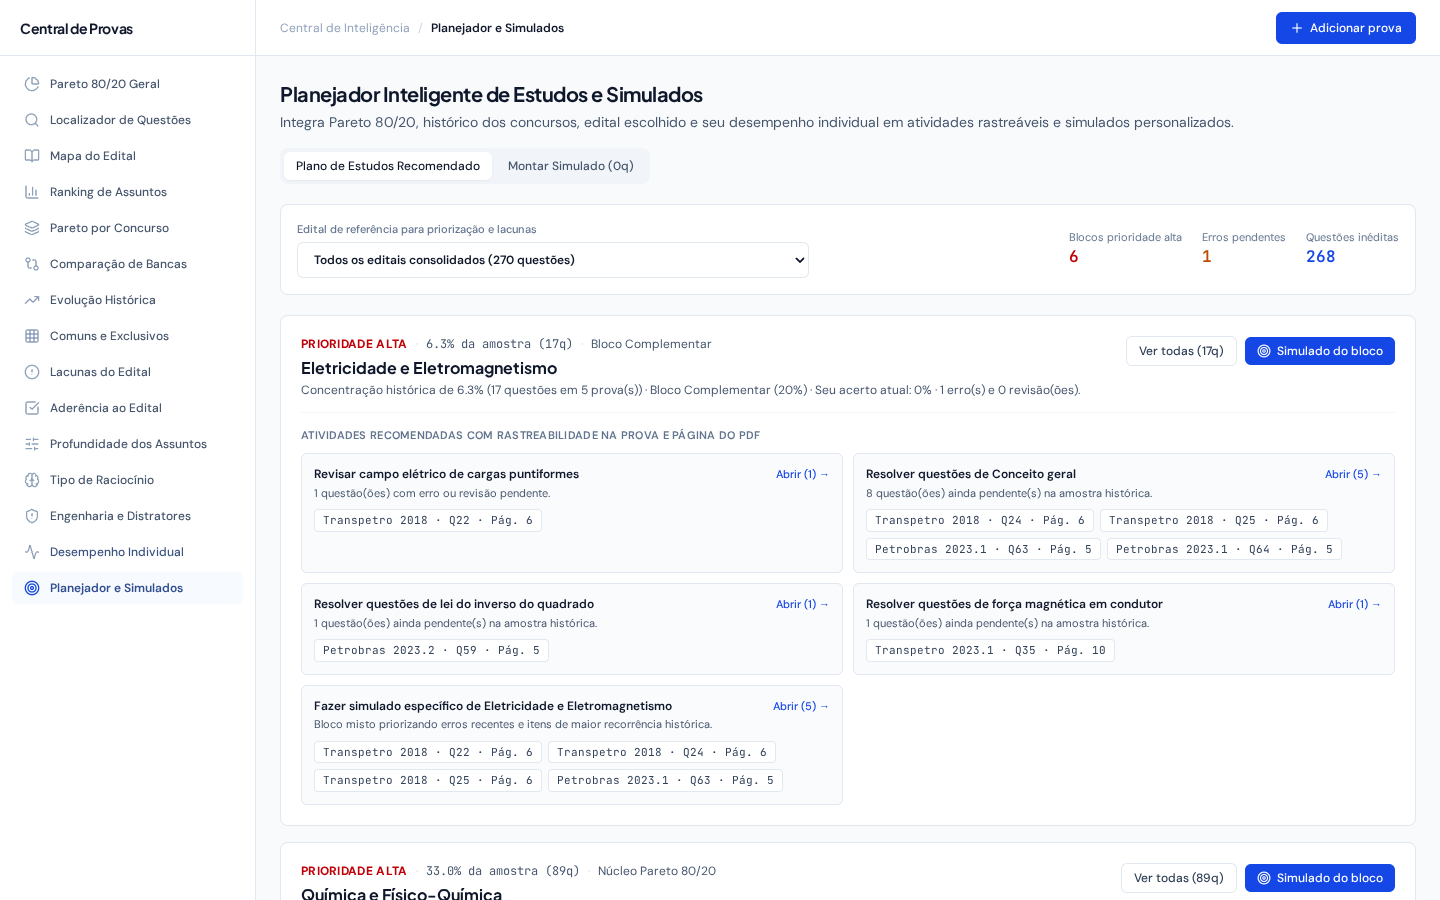 Central de Provas
Central de Inteligência / Planejador e Simulados
Adicionar prova
Pareto 80/20 Geral
Localizador de Questões
Mapa do Edital
Ranking de Assuntos
Pareto por Concurso
Comparação de Bancas
Evolução Histórica
Comuns e Exclusivos
Lacunas do Edital
Aderência ao Edital
Profundidade dos Assuntos
Tipo de Raciocínio
Engenharia e Distratores
Desempenho Individual
Planejador e Simulados
Planejador Inteligente de Estudos e Simulados
Integra Pareto 80/20, histórico dos concursos, edital escolhido e seu desempenho individual em atividades rastreáveis e simulados personalizados.
Plano de Estudos Recomendado
Montar Simulado (0q)
Edital de referência para priorização e lacunas
Todos os editais consolidados (270 questões)
Blocos prioridade alta
6
Erros pendentes
1
Questões inéditas
268
PRIORIDADE ALTA · 6.3% da amostra (17q) · Bloco Complementar
Eletricidade e Eletromagnetismo
Concentração histórica de 6.3% (17 questões em 5 prova(s)) · Bloco Complementar (20%) · Seu acerto atual: 0% · 1 erro(s) e 0 revisão(ões).
Ver todas (17q)
Simulado do bloco
ATIVIDADES RECOMENDADAS COM RASTREABILIDADE NA PROVA E PÁGINA DO PDF
Revisar campo elétrico de cargas puntiformes
Abrir (1) →
1 questão(ões) com erro ou revisão pendente.
Transpetro 2018 · Q22 · Pág. 6
Resolver questões de Conceito geral
Abrir (5) →
8 questão(ões) ainda pendente(s) na amostra histórica.
Transpetro 2018 · Q24 · Pág. 6
Transpetro 2018 · Q25 · Pág. 6
Petrobras 2023.1 · Q63 · Pág. 5
Petrobras 2023.1 · Q64 · Pág. 5
Resolver questões de lei do inverso do quadrado
Abrir (1) →
1 questão(ões) ainda pendente(s) na amostra histórica.
Petrobras 2023.2 · Q59 · Pág. 5
Resolver questões de força magnética em condutor
Abrir (1) →
1 questão(ões) ainda pendente(s) na amostra histórica.
Transpetro 2023.1 · Q35 · Pág. 10
Fazer simulado específico de Eletricidade e Eletromagnetismo
Abrir (5) →
Bloco misto priorizando erros recentes e itens de maior recorrência histórica.
Transpetro 2018 · Q22 · Pág. 6
Transpetro 2018 · Q24 · Pág. 6
Transpetro 2018 · Q25 · Pág. 6
Petrobras 2023.1 · Q63 · Pág. 5
PRIORIDADE ALTA · 33.0% da amostra (89q) · Núcleo Pareto 80/20
Química e Físico-Química
Ver todas (89q)
Simulado do bloco